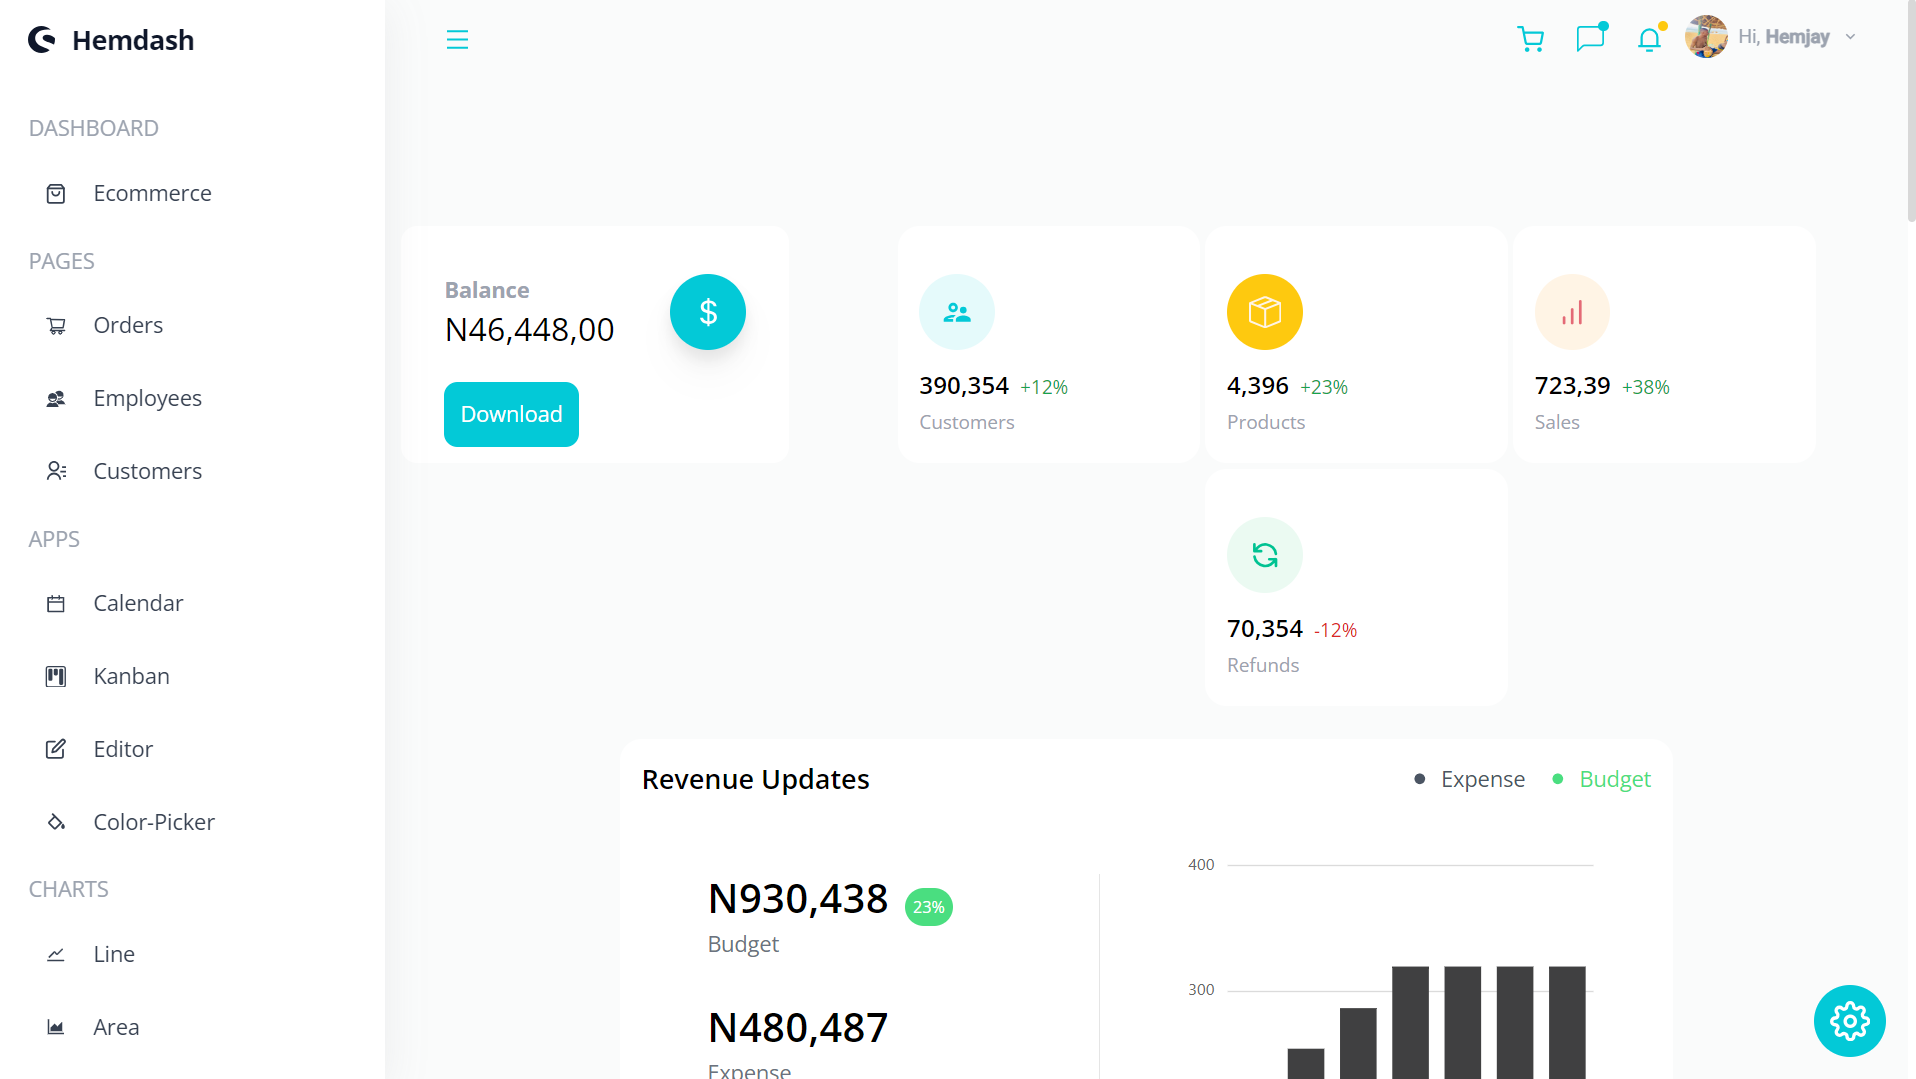 Hemdash
DASHBOARD
Ecommerce
PAGES
Orders
Employees
Customers
APPS
Calendar
Kanban
Editor
Color-Picker
CHARTS
Line
Area
Hi, Hemjay
Balance
N46,448,00
$
Download
390,354 +12%
Customers
4,396 +23%
Products
723,39 +38%
Sales
70,354 -12%
Refunds
Revenue Updates
Expense
Budget
N930,438 23%
Budget
N480,487
Expense
400
300